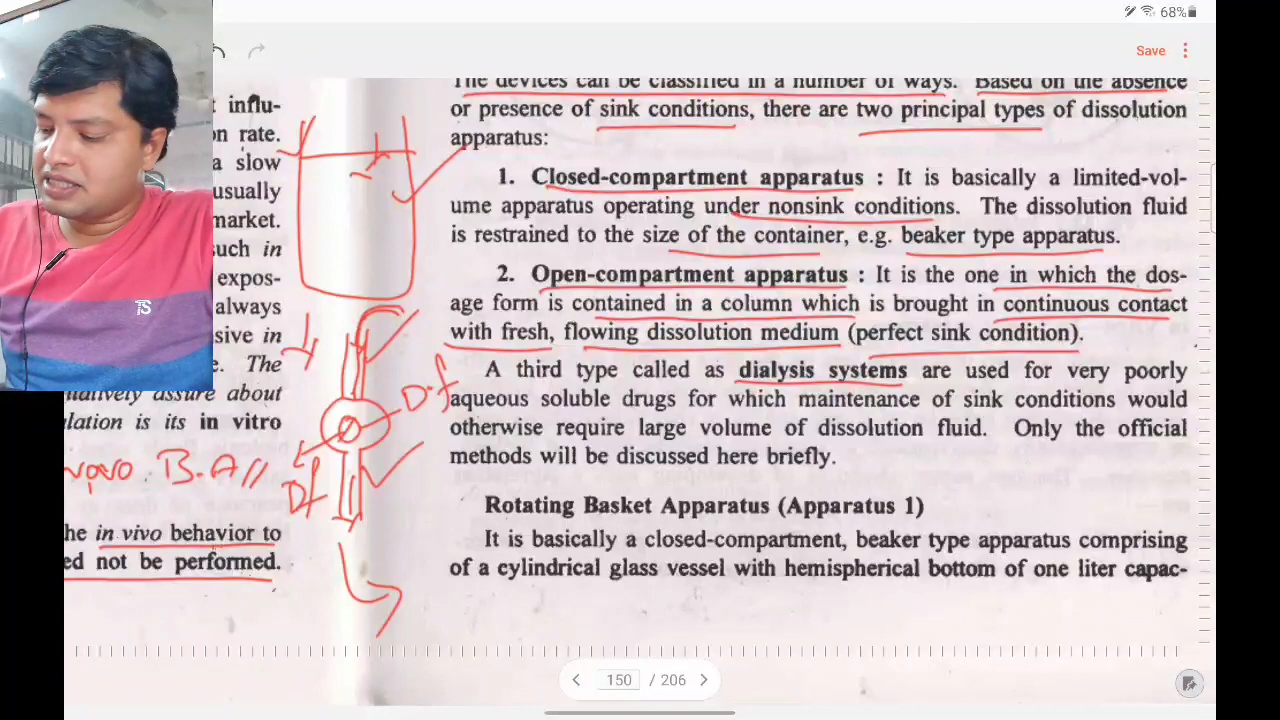 68%
Save
The devices can be classified in a number of ways. Based on the absence
or presence of sink conditions, there are two principal types of dissolution
apparatus:
1. Closed-compartment apparatus : It is basically a limited-vol-
ume apparatus operating under nonsink conditions. The dissolution fluid
is restrained to the size of the container, e.g. beaker type apparatus.
2. Open-compartment apparatus : It is the one in which the dos-
age form is contained in a column which is brought in continuous contact
with fresh, flowing dissolution medium (perfect sink condition).
A third type called as dialysis systems are used for very poorly
aqueous soluble drugs for which maintenance of sink conditions would
otherwise require large volume of dissolution fluid. Only the official
methods will be discussed here briefly.
Rotating Basket Apparatus (Apparatus 1)
It is basically a closed-compartment, beaker type apparatus comprising
of a cylindrical glass vessel with hemispherical bottom of one liter capac-
influ-
on rate.
a slow
usually
market.
such in
expos-
always
sive in
The
assure about
lation is its in vitro
vovo B.A
he in vivo behavior to
ed not be performed.
D.f
Df
150 / 206